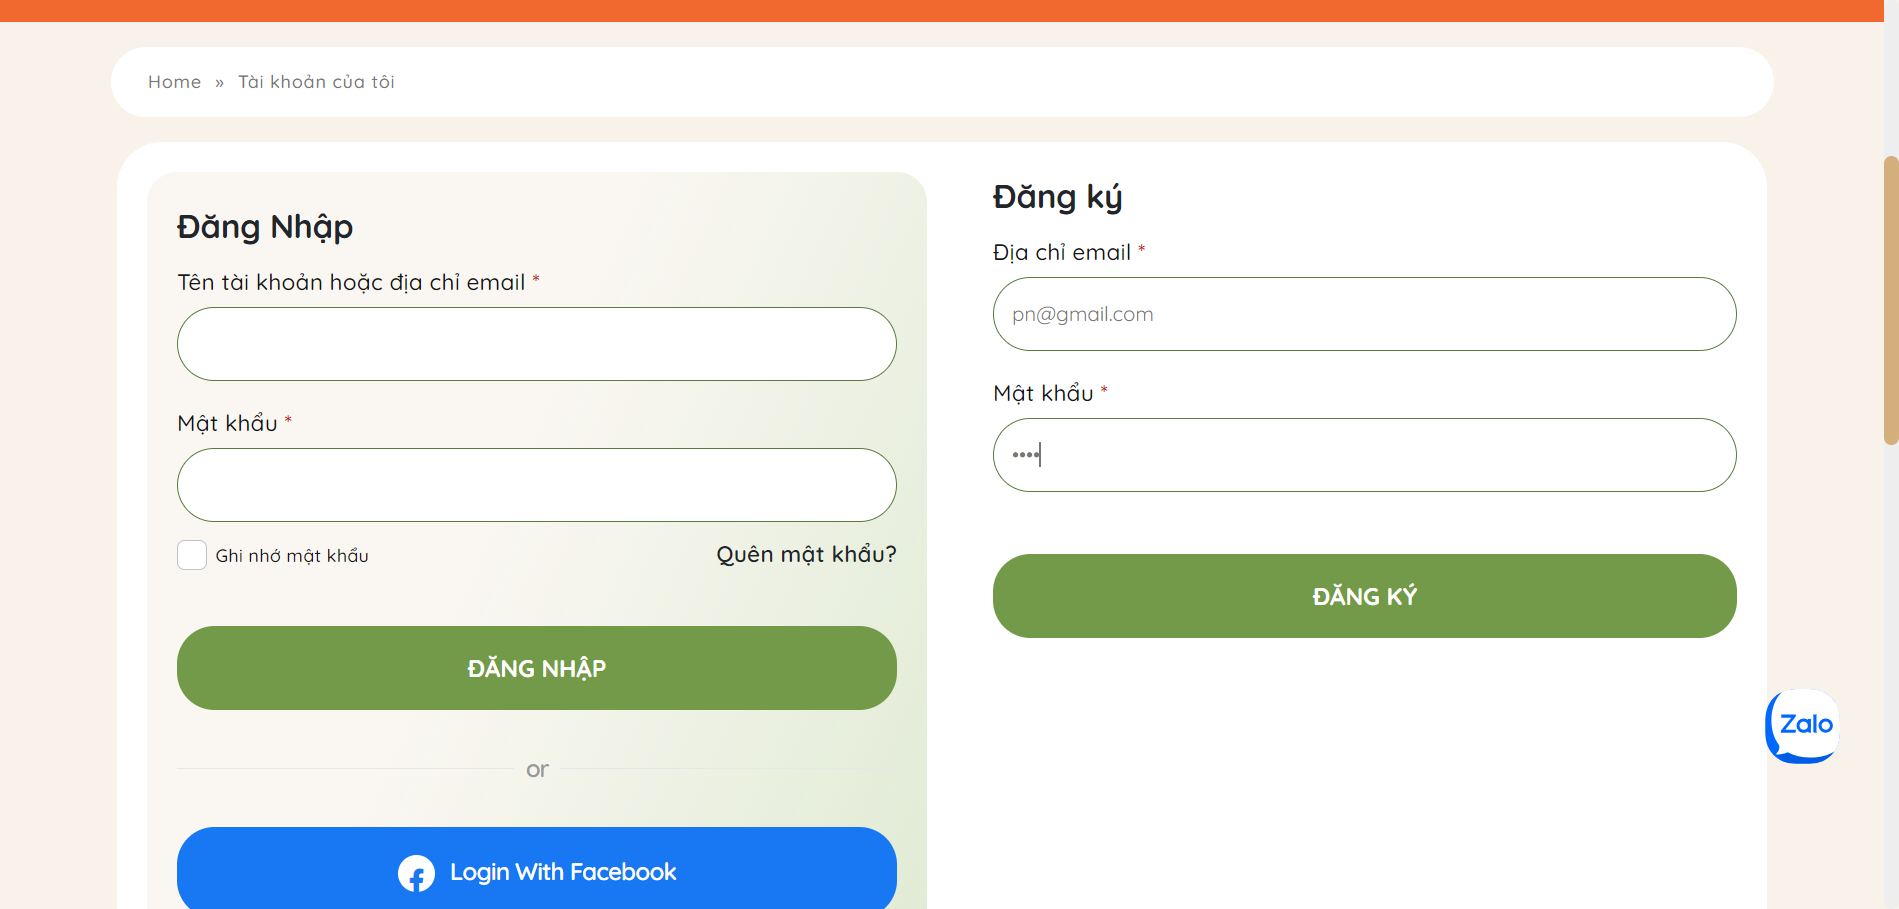 Home » Tài khoản của tôi
Đăng Nhập
Tên tài khoản hoặc địa chỉ email *
Mật khẩu *
Ghi nhớ mật khẩu
Quên mật khẩu?
ĐĂNG NHẬP
or
Login With Facebook
Đăng ký
Địa chỉ email *
pn@gmail.com
Mật khẩu *
••••
ĐĂNG KÝ
Zalo